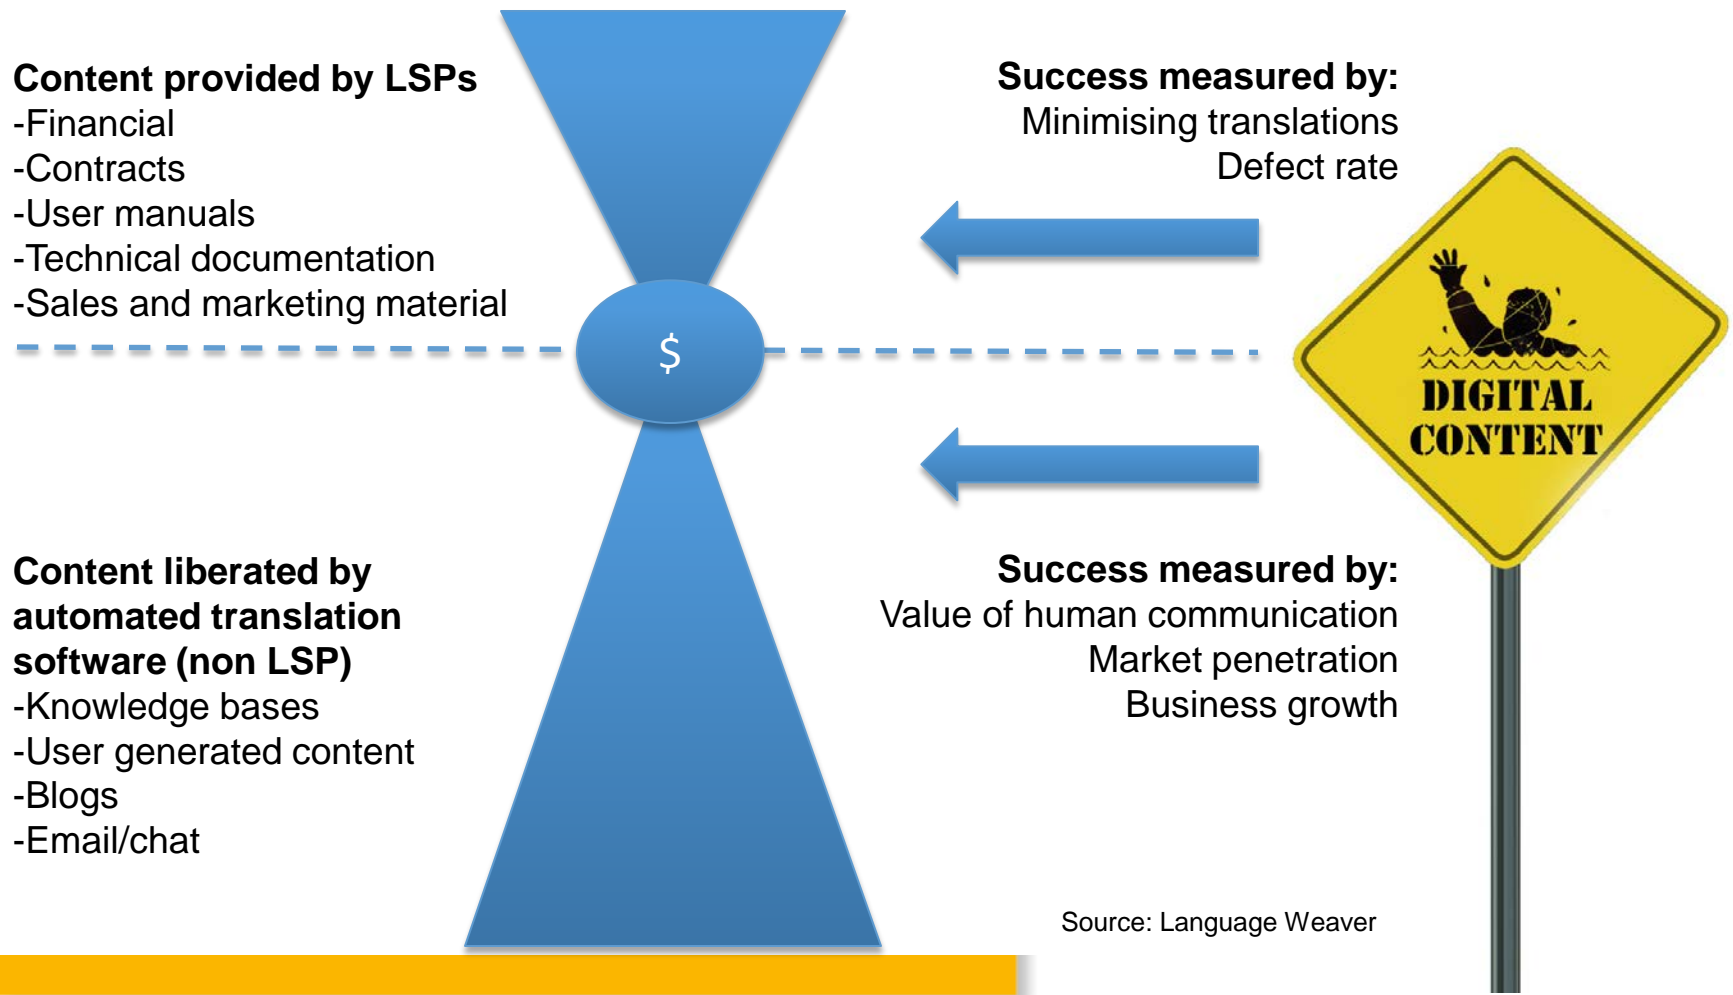 Content provided by LSPs
-Financial
-Contracts
-User manuals
-Technical documentation
-Sales and marketing material
Success measured by:
Minimising translations
Defect rate
$
DIGITAL
CONTENT
Content liberated by
automated translation
software (non LSP)
-Knowledge bases
-User generated content
-Blogs
-Email/chat
Success measured by:
Value of human communication
Market penetration
Business growth
Source: Language Weaver